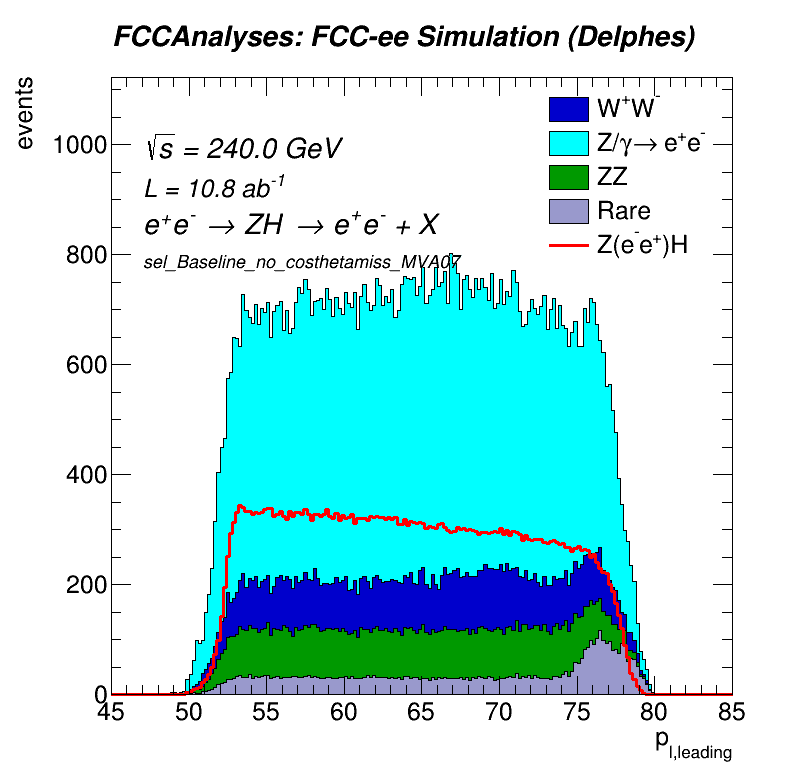 FCCAnalyses: FCC-ee Simulation (Delphes)
events
√s = 240.0 GeV
L = 10.8 ab⁻¹
e⁺e⁻ → ZH → e⁺e⁻ + X
sel_Baseline_no_costhetamiss_MVA07
W⁺W⁻
Z/γ→ e⁺e⁻
ZZ
Rare
Z(e⁻e⁺)H
1000
800
600
400
200
0
45 50 55 60 65 70 75 80 85
p_l,leading